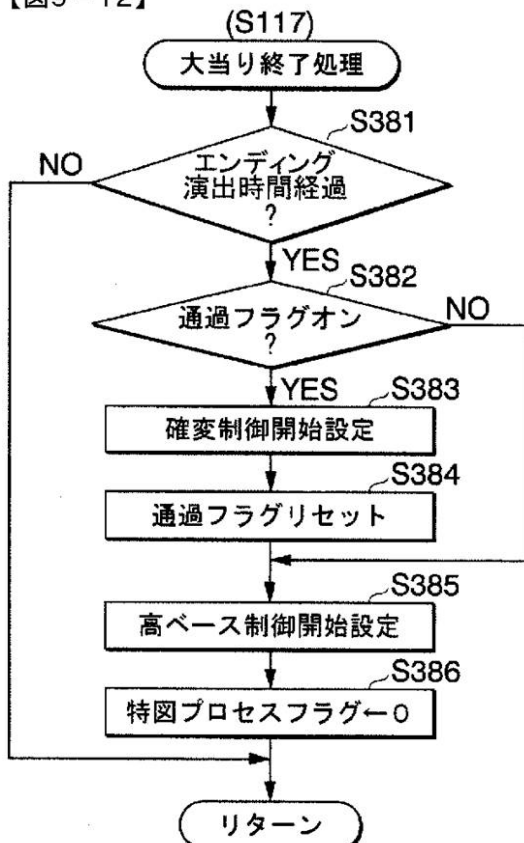 【図9-12】
(S117)
大当り終了処理
S381
NO
エンディング
演出時間経過
?
YES
S382
通過フラグオン
NO
?
YES
S383
確変制御開始設定
S384
通過フラグリセット
S385
高ベース制御開始設定
S386
特図プロセスフラグ←0
リターン